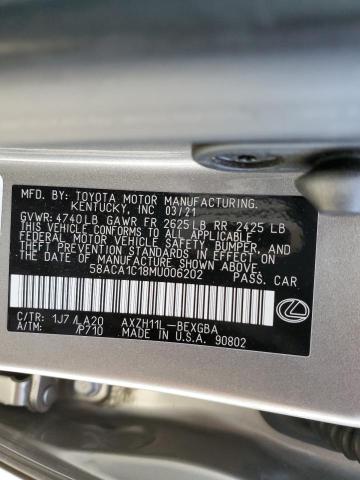 MFD. BY: TOYOTA MOTOR MANUFACTURING,
KENTUCKY, INC 03/21
GVWR: 4740LB GAWR FR 2625LB RR 2425 LB
THIS VEHICLE CONFORMS TO ALL APPLICABLE
FEDERAL MOTOR VEHICLE SAFETY, BUMPER, AND
THEFT PREVENTION STANDARDS IN EFFECT ON
THE DATE OF MANUFACTURE SHOWN ABOVE.
58ACA1C18MU006202 PASS. CAR
C/TR: 1J7 /LA20 AXZH11L-BEXGBA
A/TM: /P710 MADE IN U.S.A. 90802